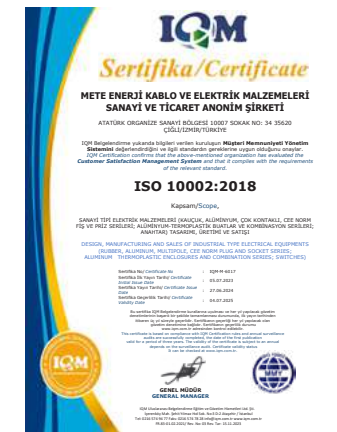 IQM
Sertifika/Certificate
METE ENERJİ KABLO VE ELEKTRİK MALZEMELERİ
SANAYİ VE TİCARET ANONİM ŞİRKETİ
ATATÜRK ORGANİZE SANAYİ BÖLGESİ 10007 SOKAK NO: 34 35620
ÇİĞLİ/İZMİR/TÜRKİYE
IQM Belgelendirme yukarıda bilgileri verilen kuruluşun Müşteri Memnuniyeti Yönetim
Sistemini değerlendirdiğini ve ilgili standardın gereklerine uygun olduğunu onaylar.
IQM Certification confirms that the above-mentioned organization has evaluated the
Customer Satisfaction Management System and that it complies with the requirements
of the relevant standard.
ISO 10002:2018
Kapsam/Scope,
SANAYİ TİPİ ELEKTRİK MALZEMELERİ (KAUÇUK, ALÜMİNYUM, ÇOK KONTAKLI, CEE NORM
FİŞ VE PRİZ SERİLERİ; ALÜMİNYUM-TERMOPLASTİK BUATLAR VE KOMBİNASYON SERİLERİ;
ANAHTAR) TASARIMI, ÜRETİMİ VE SATIŞI
DESIGN, MANUFACTURING AND SALES OF INDUSTRIAL TYPE ELECTRICAL EQUIPMENTS
(RUBBER, ALUMINUM, MULTIPOLE, CEE NORM PLUG AND SOCKET SERIES;
ALUMINUM THERMOPLASTIC ENCLOSURES AND COMBINATION SERIES; SWITCHES)
Sertifika No/ Certificate No : IQM-M-6017
Sertifika İlk Yayın Tarihi/ Certificate
Initial Issue Date : 05.07.2023
Sertifika Yayın Tarihi/ Certificate Issue
Date : 27.06.2024
Sertifika Geçerlilik Tarihi/ Certificate
Validity Date : 04.07.2025
IQM
GENEL MÜDÜR
GENERAL MANAGER